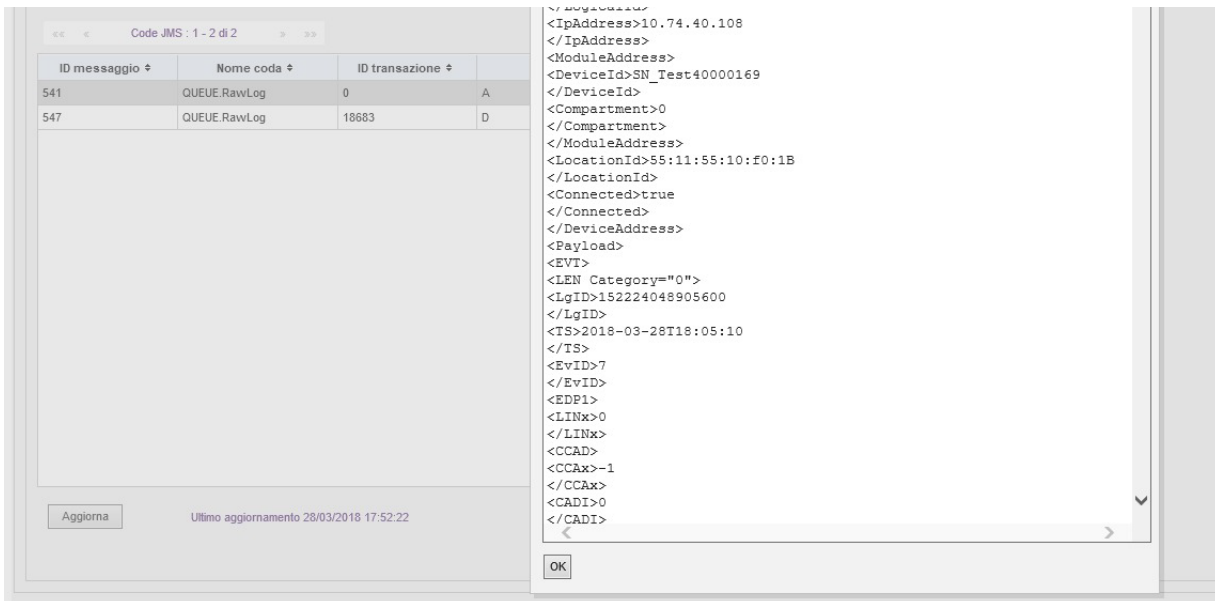 << < Code JMS : 1 - 2 di 2 > >>
ID messaggio Nome coda ID transazione
541 QUEUE.RawLog 0 A
547 QUEUE.RawLog 18683 D
Aggiorna Ultimo aggiornamento 28/03/2018 17:52:22
</LogicalId>
<IpAddress>10.74.40.108
</IpAddress>
<ModuleAddress>
<DeviceId>SN_Test40000169
</DeviceId>
<Compartment>0
</Compartment>
</ModuleAddress>
<LocationId>55:11:55:10:f0:1B
</LocationId>
<Connected>true
</Connected>
</DeviceAddress>
<Payload>
<EVT>
<LEN Category="0">
<LgID>152224048905600
</LgID>
<TS>2018-03-28T18:05:10
</TS>
<EvID>7
</EvID>
<EDP1>
<LINx>0
</LINx>
<CCAD>
<CCAx>-1
</CCAx>
<CADI>0
</CADI>
OK